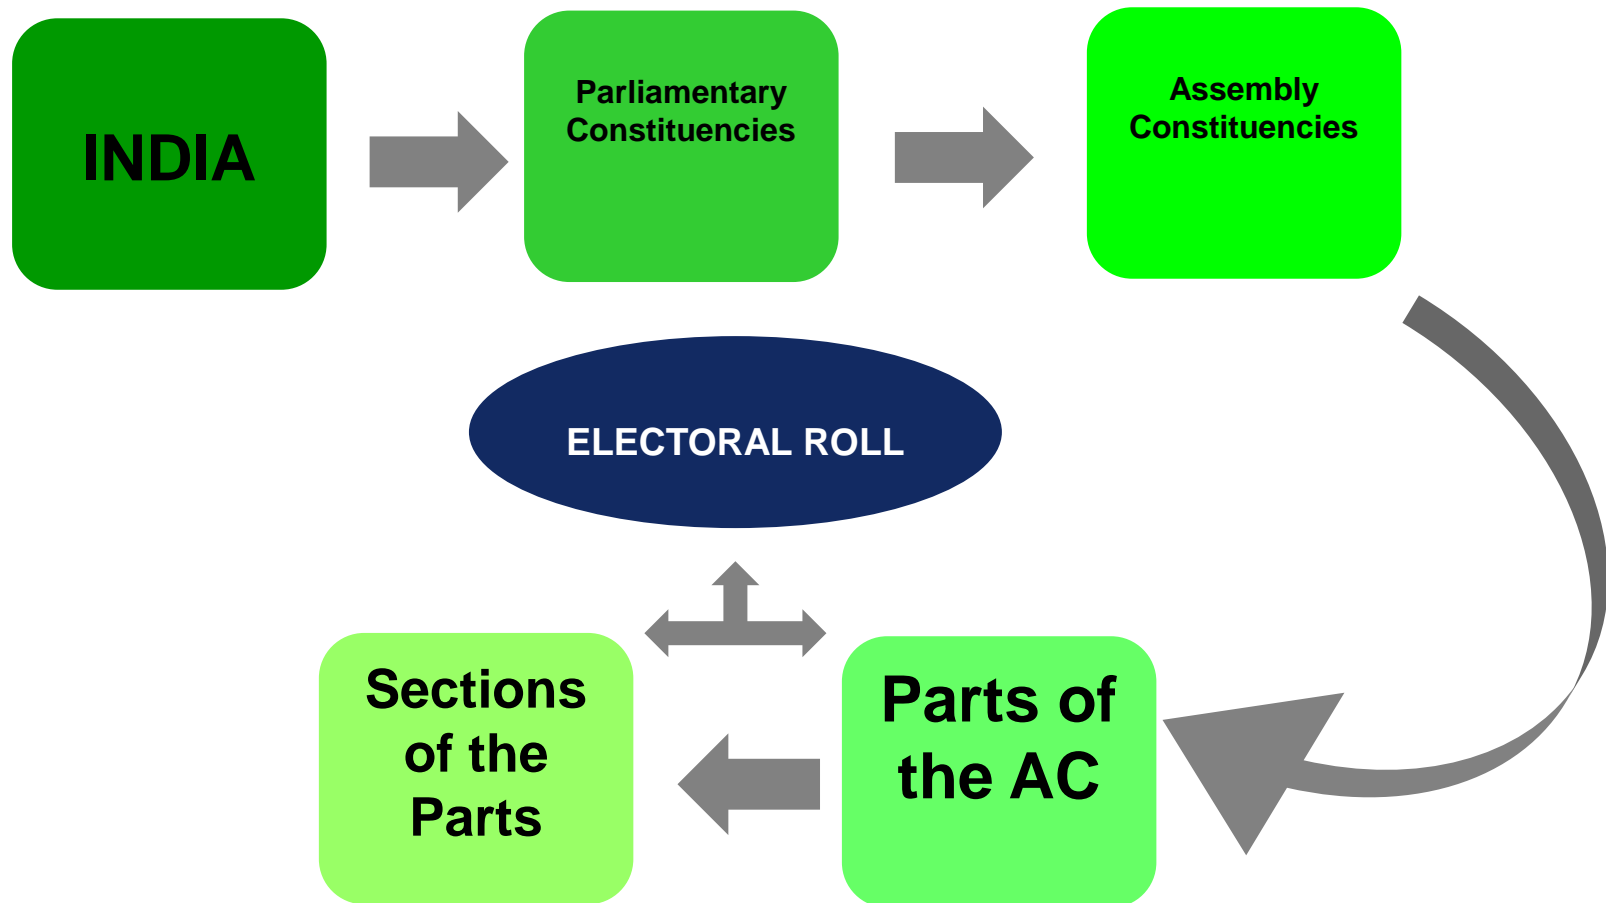 INDIA
Parliamentary
Constituencies
Assembly
Constituencies
ELECTORAL ROLL
Sections
of the
Parts
Parts of
the AC